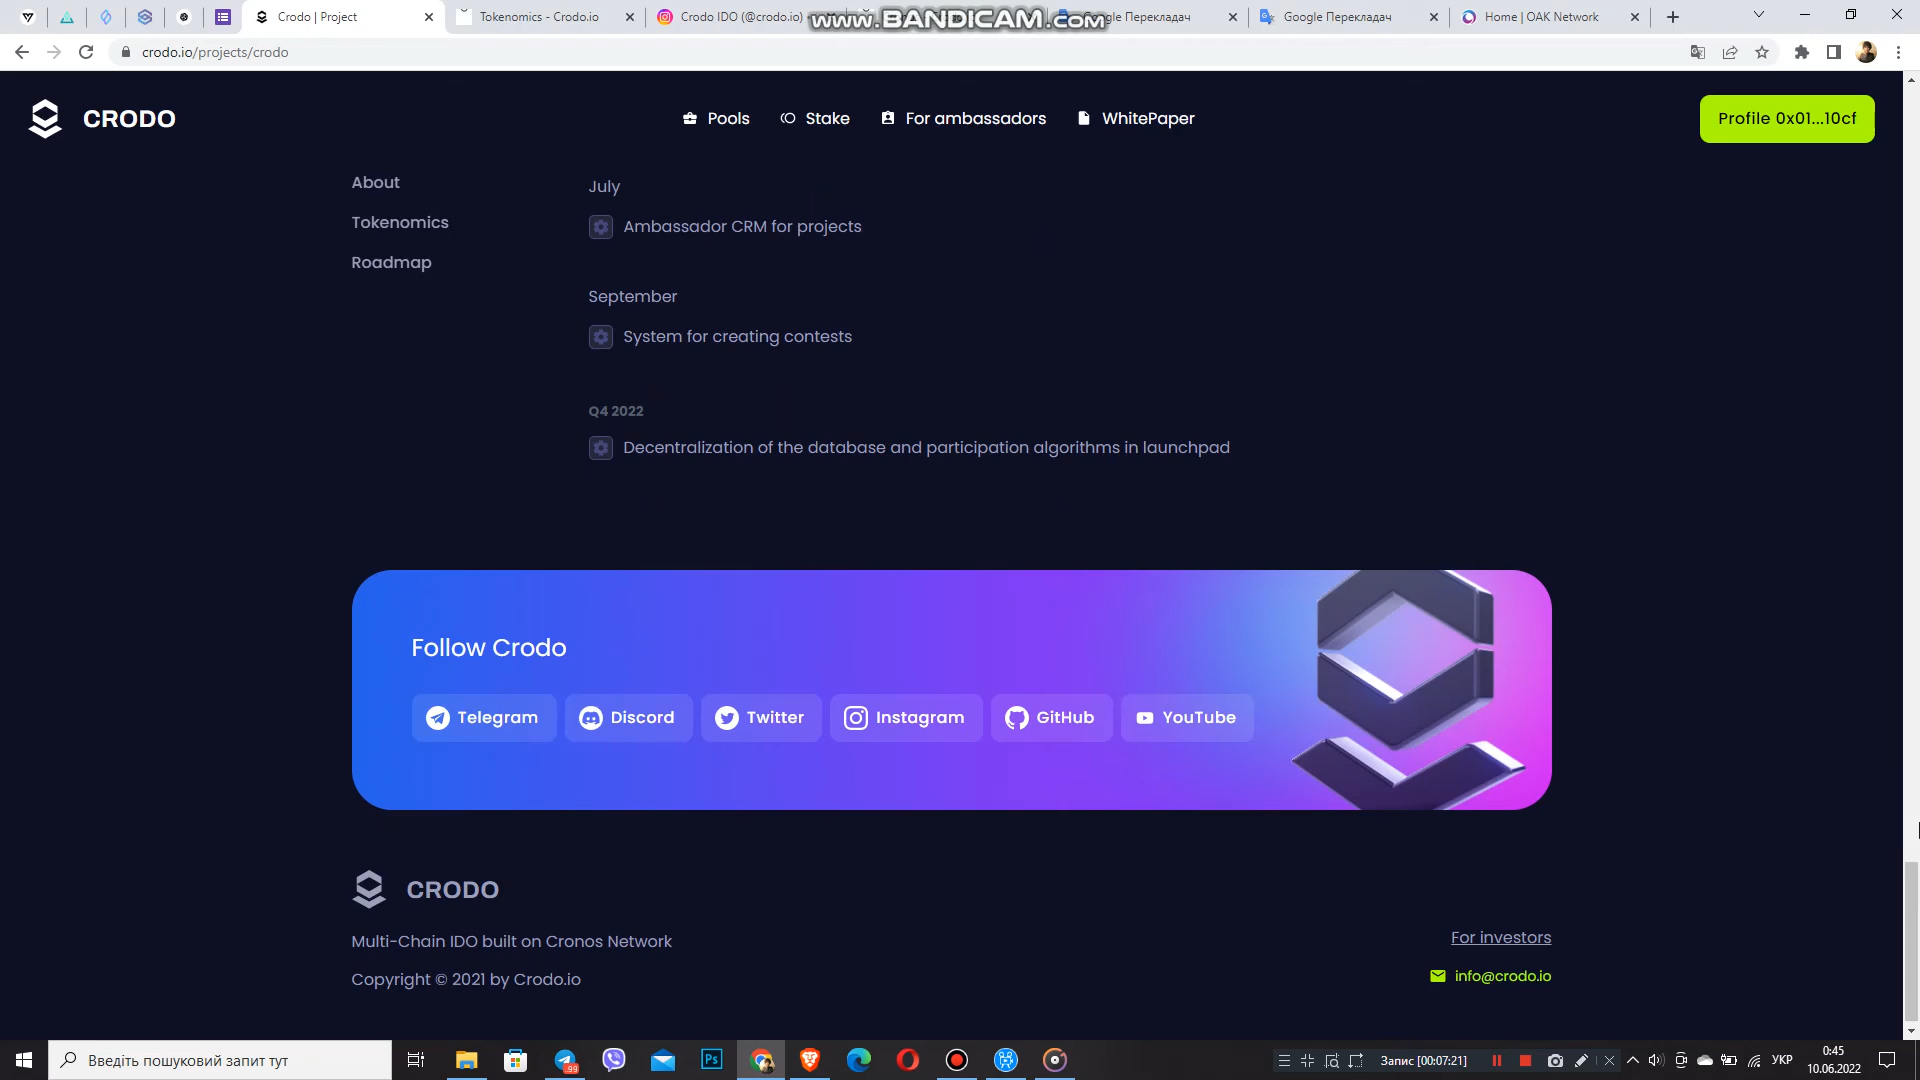 Crodo | Project
Tokenomics - Crodo.io
Crodo IDO (@crodo.io)
www.BANDICAM.com
Google Перекладач
Google Перекладач
Home | OAK Network
crodo.io/projects/crodo
CRODO
Pools
Stake
For ambassadors
WhitePaper
Profile 0x01...10cf
About
Tokenomics
Roadmap
July
Ambassador CRM for projects
September
System for creating contests
Q4 2022
Decentralization of the database and participation algorithms in launchpad
Follow Crodo
Telegram
Discord
Twitter
Instagram
GitHub
YouTube
CRODO
Multi-Chain IDO built on Cronos Network
Copyright © 2021 by Crodo.io
For investors
info@crodo.io
Введіть пошуковий запит тут
99
Ps
Запис [00:07:21]
УКР
0:45
10.06.2022